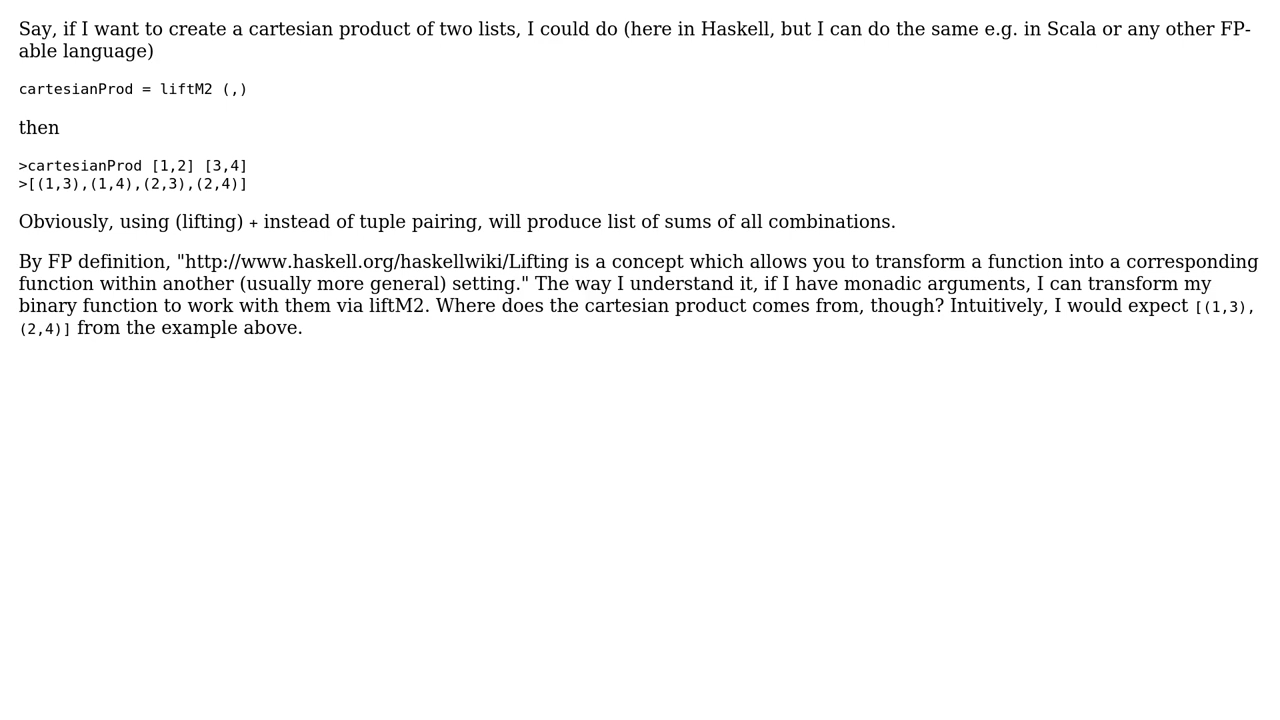 Say, if I want to create a cartesian product of two lists, I could do (here in Haskell, but I can do the same e.g. in Scala or any other FP-
able language)
cartesianProd = liftM2 (,)
then
>cartesianProd [1,2] [3,4]
>[(1,3),(1,4),(2,3),(2,4)]
Obviously, using (lifting) + instead of tuple pairing, will produce list of sums of all combinations.
By FP definition, "http://www.haskell.org/haskellwiki/Lifting is a concept which allows you to transform a function into a corresponding
function within another (usually more general) setting." The way I understand it, if I have monadic arguments, I can transform my
binary function to work with them via liftM2. Where does the cartesian product comes from, though? Intuitively, I would expect [(1,3),
(2,4)] from the example above.